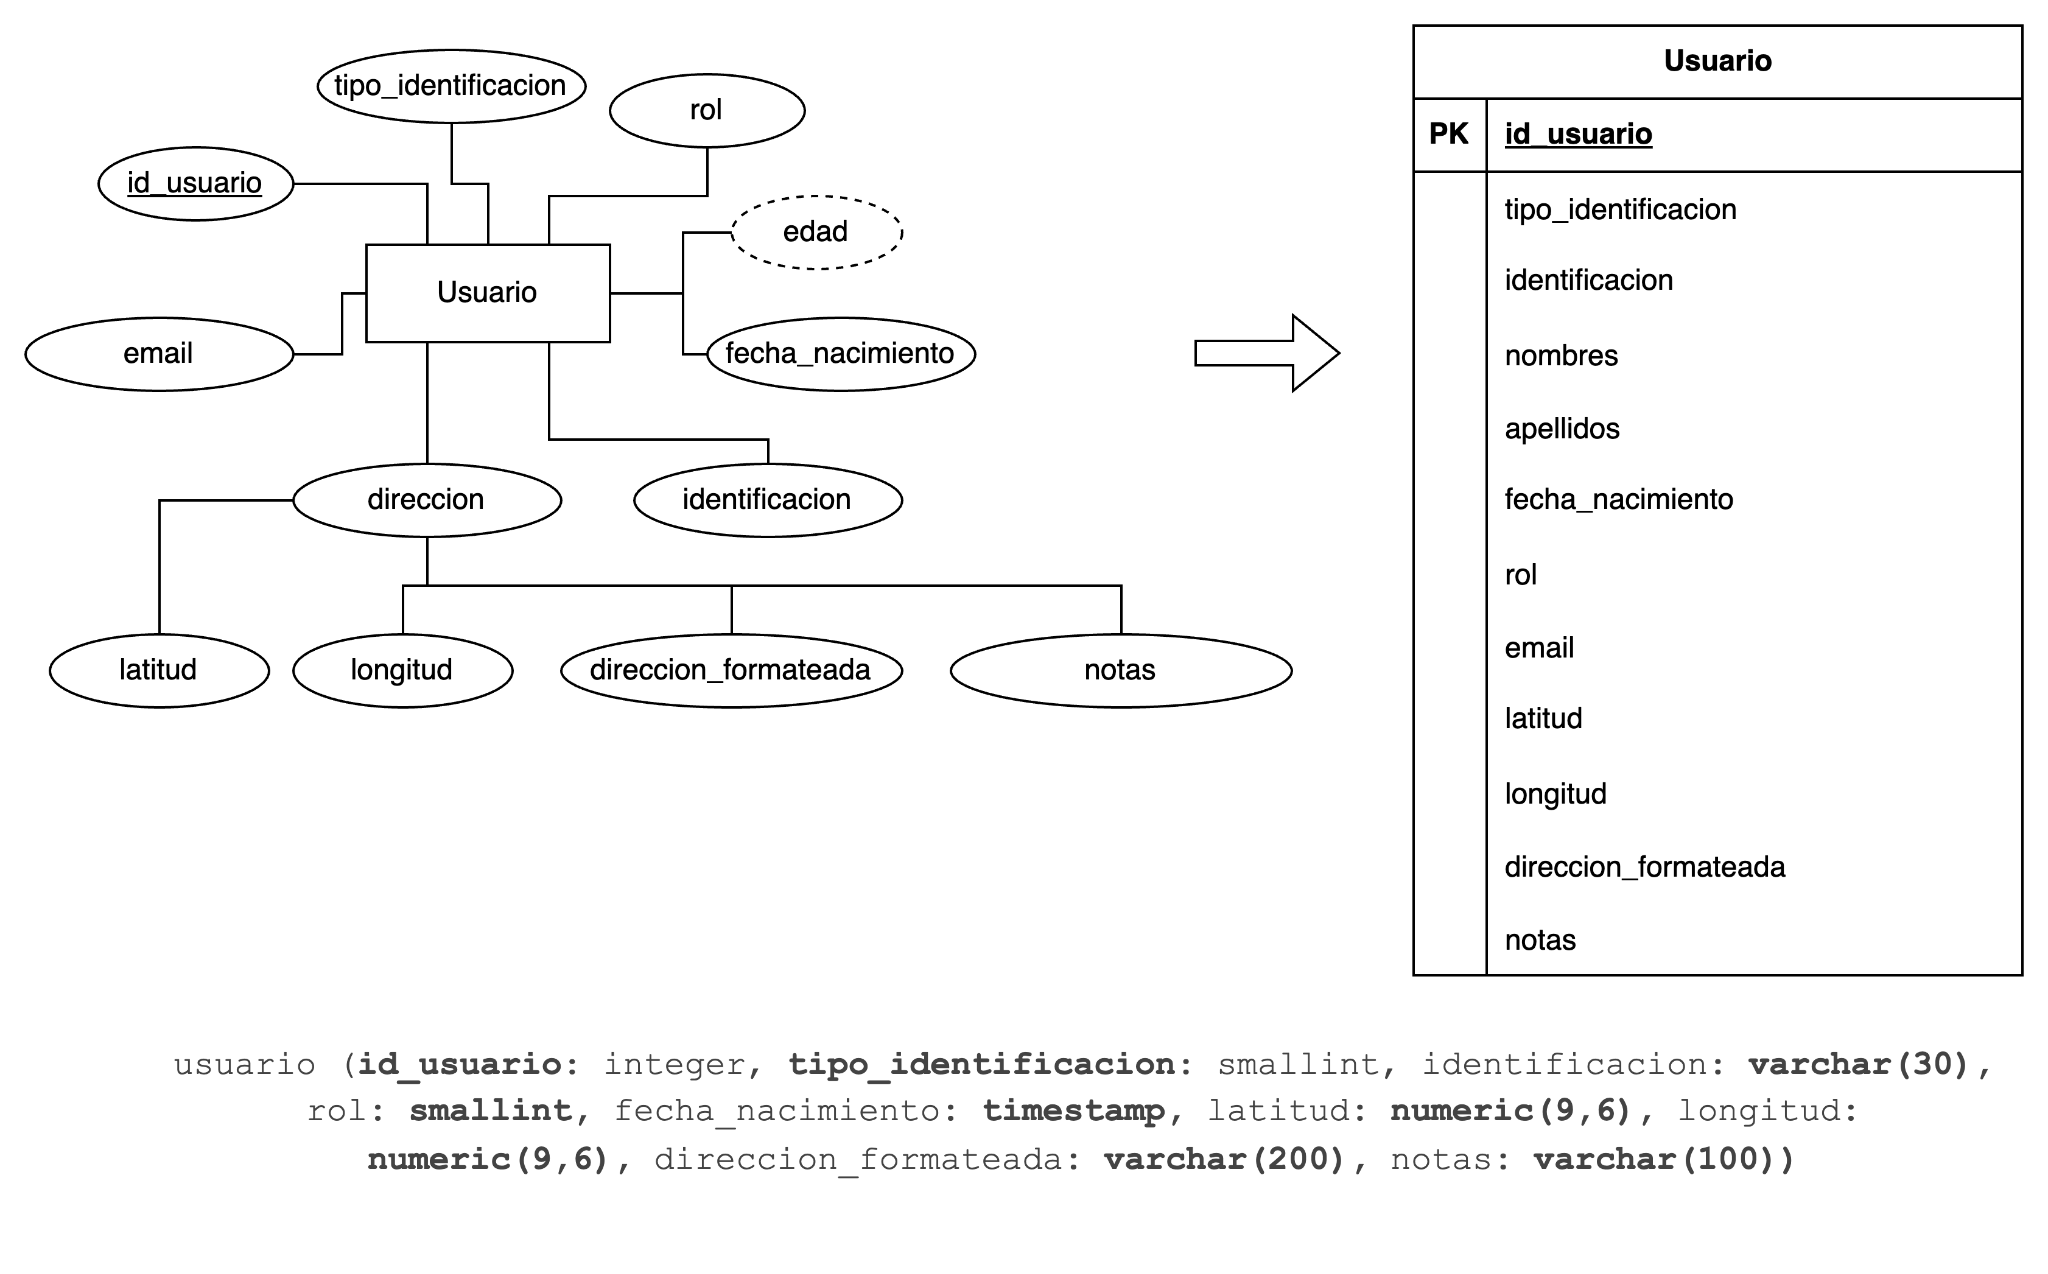 tipo_identificacion
rol
id_usuario
edad
Usuario
email
fecha_nacimiento
direccion
identificacion
latitud
longitud
direccion_formateada
notas
Usuario
PK
id_usuario
tipo_identificacion
identificacion
nombres
apellidos
fecha_nacimiento
rol
email
latitud
longitud
direccion_formateada
notas
usuario (id_usuario: integer, tipo_identificacion: smallint, identificacion: varchar(30),
rol: smallint, fecha_nacimiento: timestamp, latitud: numeric(9,6), longitud:
numeric(9,6), direccion_formateada: varchar(200), notas: varchar(100))